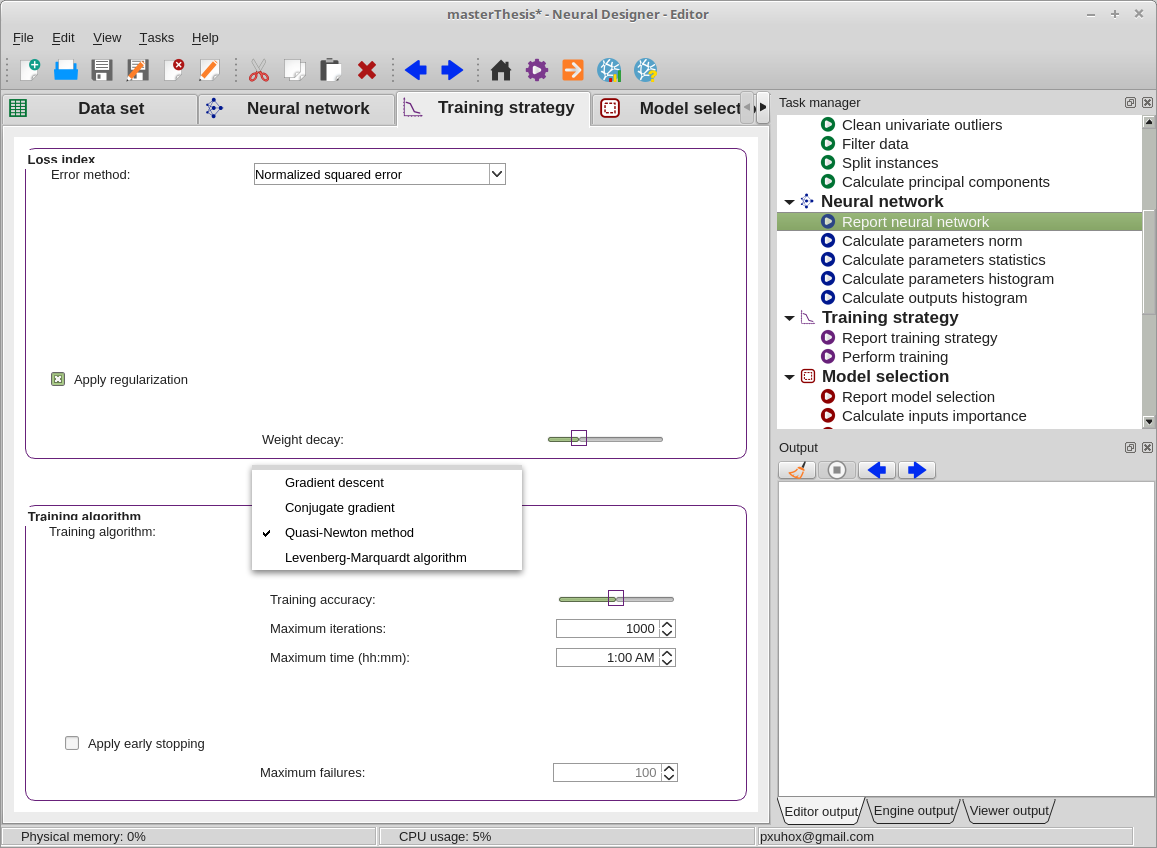 masterThesis* - Neural Designer - Editor
File Edit View Tasks Help
Data set Neural network Training strategy Model select
Loss index
Error method: Normalized squared error
Apply regularization
Weight decay:
Gradient descent
Conjugate gradient
Quasi-Newton method
Levenberg-Marquardt algorithm
Training algorithm
Training algorithm:
Training accuracy:
Maximum iterations: 1000
Maximum time (hh:mm): 1:00 AM
Apply early stopping
Maximum failures: 100
Task manager
Clean univariate outliers
Filter data
Split instances
Calculate principal components
Neural network
Report neural network
Calculate parameters norm
Calculate parameters statistics
Calculate parameters histogram
Calculate outputs histogram
Training strategy
Report training strategy
Perform training
Model selection
Report model selection
Calculate inputs importance
Output
Editor output Engine output Viewer output
Physical memory: 0% CPU usage: 5% pxuhox@gmail.com